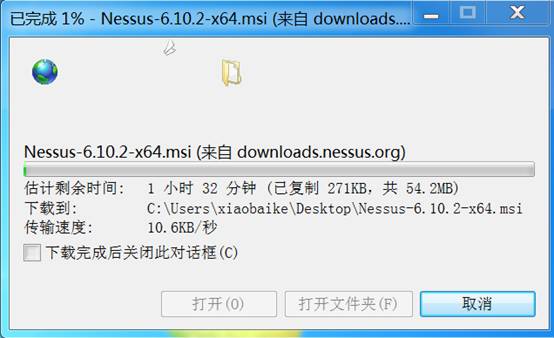 已完成 1% - Nessus-6.10.2-x64.msi (来自 downloads....
Nessus-6.10.2-x64.msi (来自 downloads.nessus.org)
估计剩余时间: 1 小时 32 分钟 (已复制 271KB，共 54.2MB)
下载到: C:\Users\xiaobaike\Desktop\Nessus-6.10.2-x64.msi
传输速度: 10.6KB/秒
下载完成后关闭此对话框(C)
打开(O) 打开文件夹(F) 取消